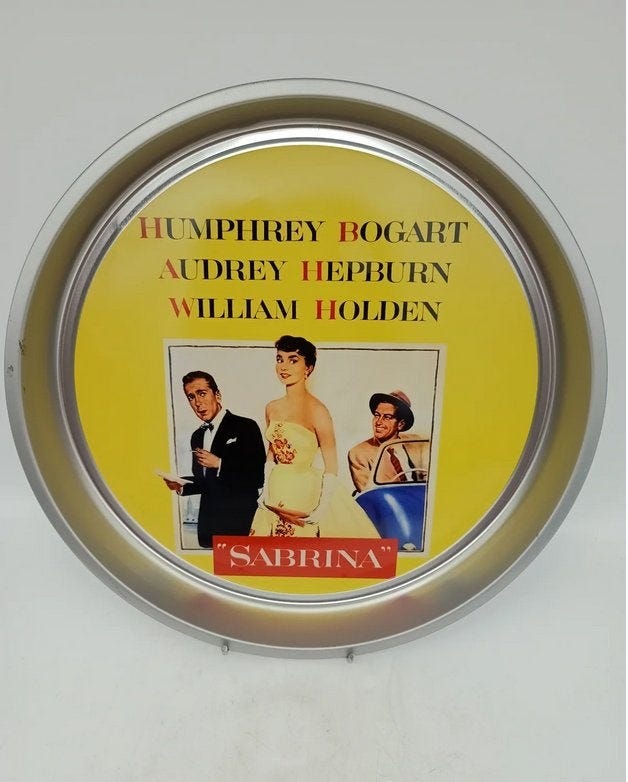 HUMPHREY BOGART
AUDREY HEPBURN
WILLIAM HOLDEN
"SABRINA"